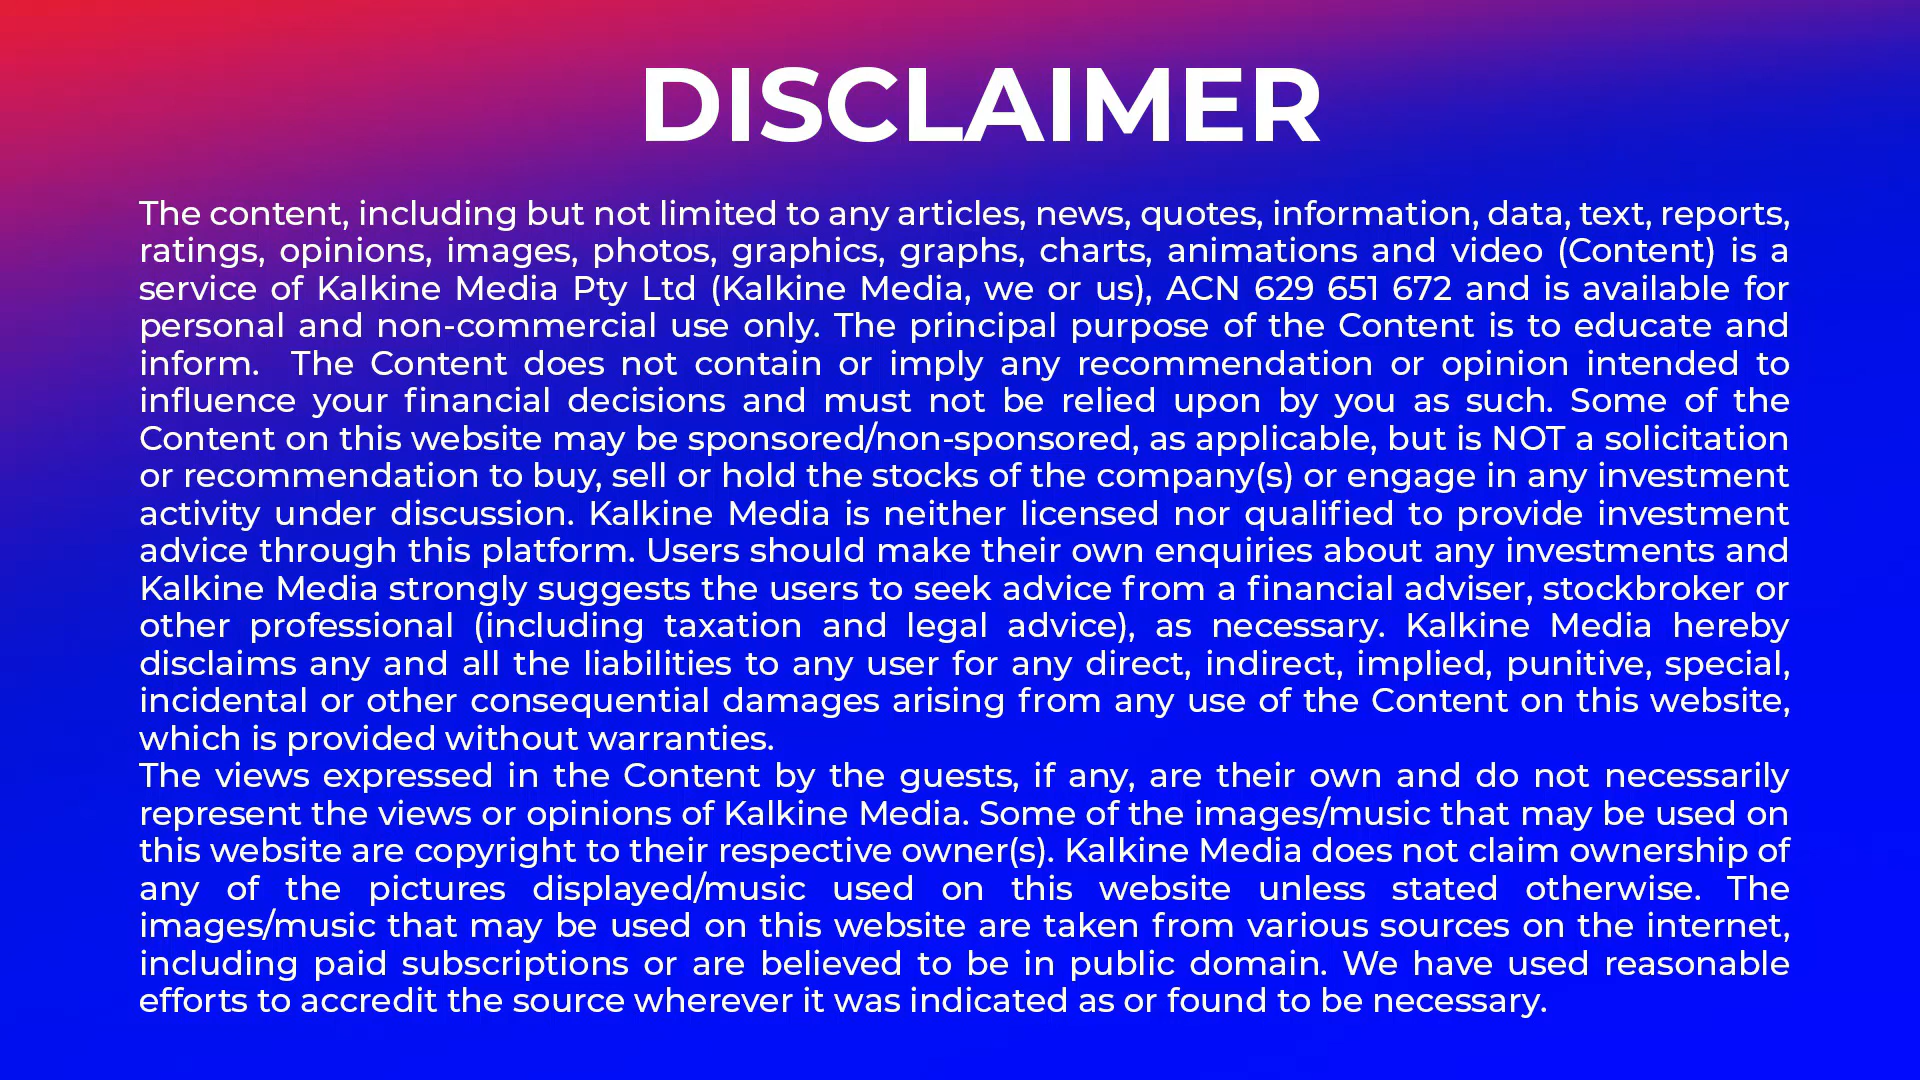 DISCLAIMER
The content, including but not limited to any articles, news, quotes, information, data, text, reports,
ratings, opinions, images, photos, graphics, graphs, charts, animations and video (Content) is a
service of Kalkine Media Pty Ltd (Kalkine Media, we or us), ACN 629 651 672 and is available for
personal and non-commercial use only. The principal purpose of the Content is to educate and
inform.  The Content does not contain or imply any recommendation or opinion intended to
influence your financial decisions and must not be relied upon by you as such. Some of the
Content on this website may be sponsored/non-sponsored, as applicable, but is NOT a solicitation
or recommendation to buy, sell or hold the stocks of the company(s) or engage in any investment
activity under discussion. Kalkine Media is neither licensed nor qualified to provide investment
advice through this platform. Users should make their own enquiries about any investments and
Kalkine Media strongly suggests the users to seek advice from a financial adviser, stockbroker or
other professional (including taxation and legal advice), as necessary. Kalkine Media hereby
disclaims any and all the liabilities to any user for any direct, indirect, implied, punitive, special,
incidental or other consequential damages arising from any use of the Content on this website,
which is provided without warranties.
The views expressed in the Content by the guests, if any, are their own and do not necessarily
represent the views or opinions of Kalkine Media. Some of the images/music that may be used on
this website are copyright to their respective owner(s). Kalkine Media does not claim ownership of
any of the pictures displayed/music used on this website unless stated otherwise. The
images/music that may be used on this website are taken from various sources on the internet,
including paid subscriptions or are believed to be in public domain. We have used reasonable
efforts to accredit the source wherever it was indicated as or found to be necessary.